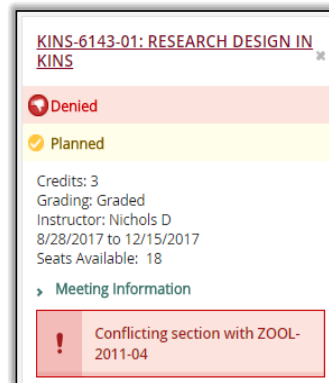 KINS-6143-01: RESEARCH DESIGN IN
KINS
Denied
Planned
Credits: 3
Grading: Graded
Instructor: Nichols D
8/28/2017 to 12/15/2017
Seats Available: 18
Meeting Information
Conflicting section with ZOOL-
2011-04